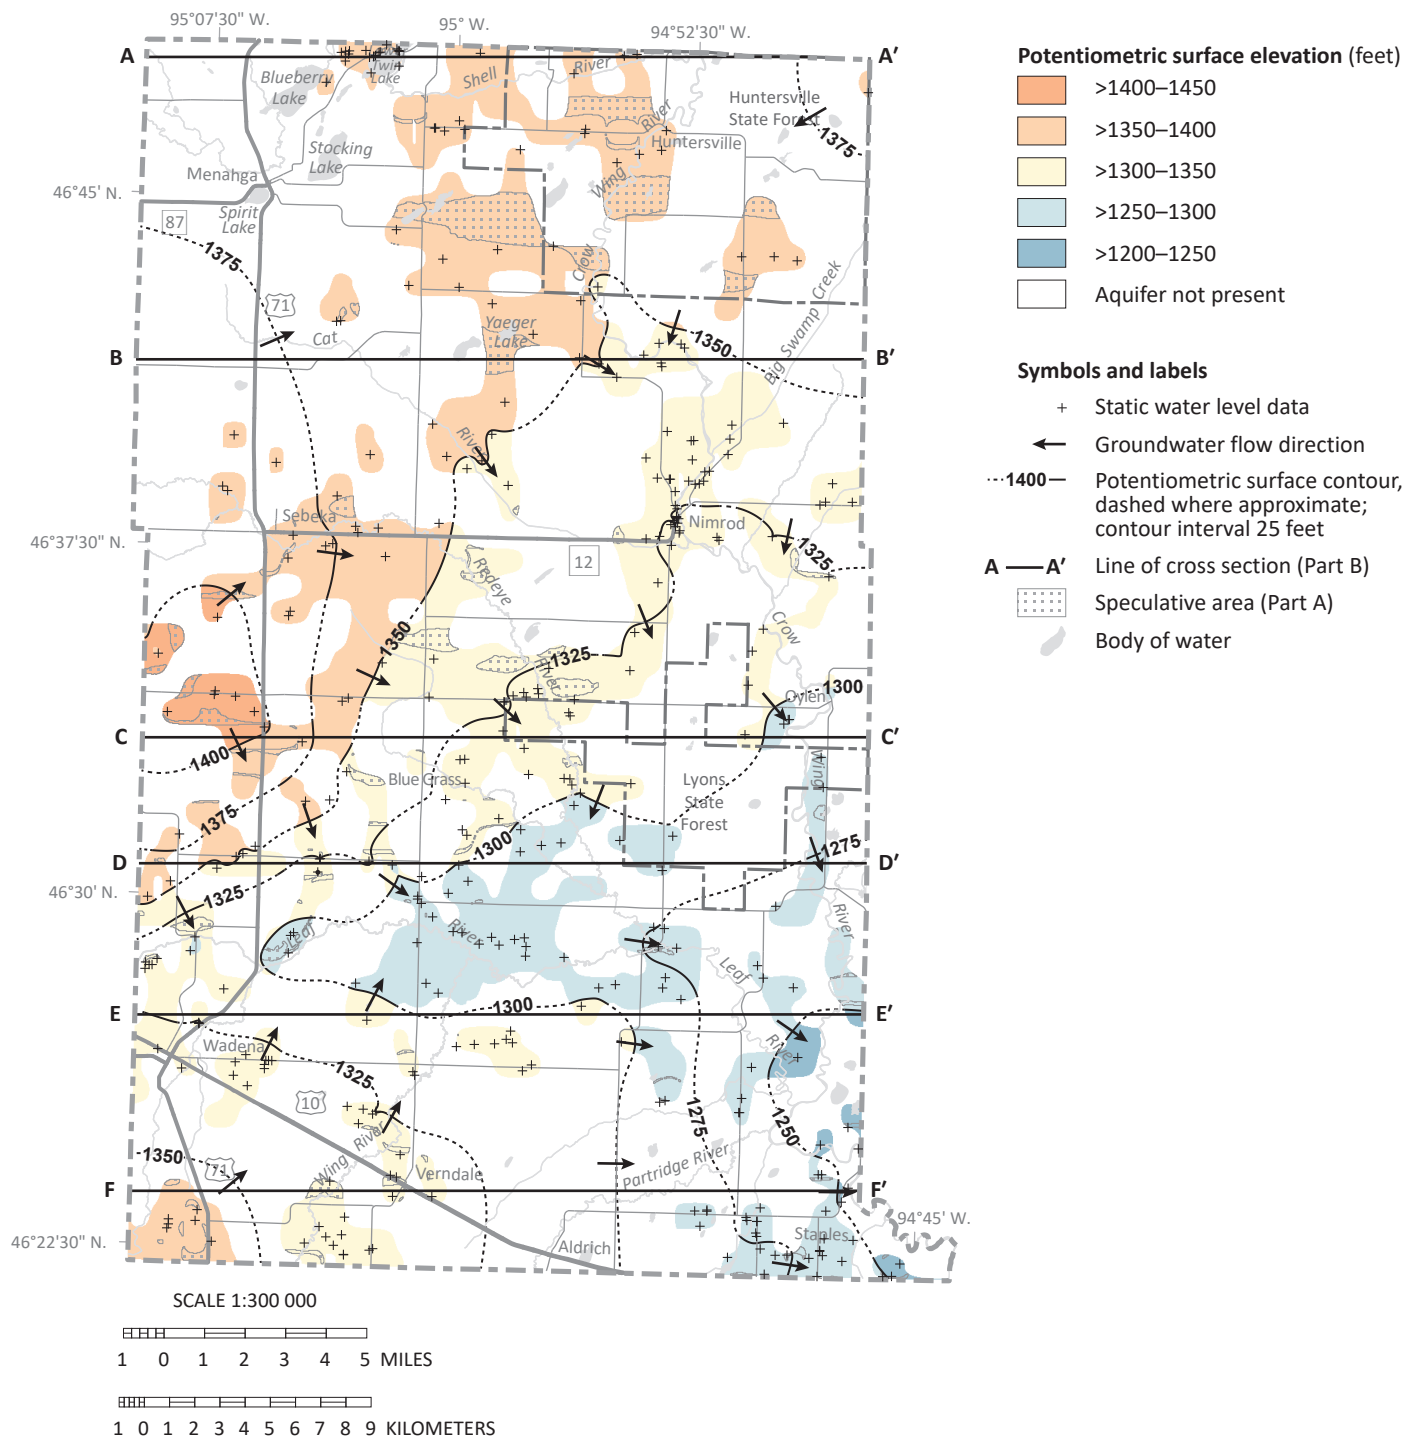 95°07'30" W.
95° W.
94°52'30" W.
A
A′
Blueberry
Lake
Twin
Lake
Shell
River
Huntersville
State Forest
1375
River
Huntersville
Stocking
Lake
Menahga
Wing
46°45' N.
Spirit
Lake
87
1375
Crow
71
Cat
Yaeger
Lake
1350
Big Swamp Creek
B
B′
River
Sebeka
Nimrod
46°37'30" N.
12
1325
Redeye
Crow
1350
1325
River
1300
Oylen
C
C′
1400
Blue Grass
Wing
Lyons
State
Forest
1375
1300
1275
D
D′
46°30' N.
1325
River
Leaf
River
Leaf
1300
E
E′
Wadena
River
1325
10
1275
1250
Wing River
1350
71
Verndale
Partridge River
F
F′
94°45' W.
46°22'30" N.
Aldrich
Staples
SCALE 1:300 000
1 0 1 2 3 4 5 MILES
1 0 1 2 3 4 5 6 7 8 9 KILOMETERS
Potentiometric surface elevation (feet)
>1400–1450
>1350–1400
>1300–1350
>1250–1300
>1200–1250
Aquifer not present
Symbols and labels
Static water level data
Groundwater flow direction
1400 Potentiometric surface contour,
dashed where approximate;
contour interval 25 feet
A A′ Line of cross section (Part B)
Speculative area (Part A)
Body of water